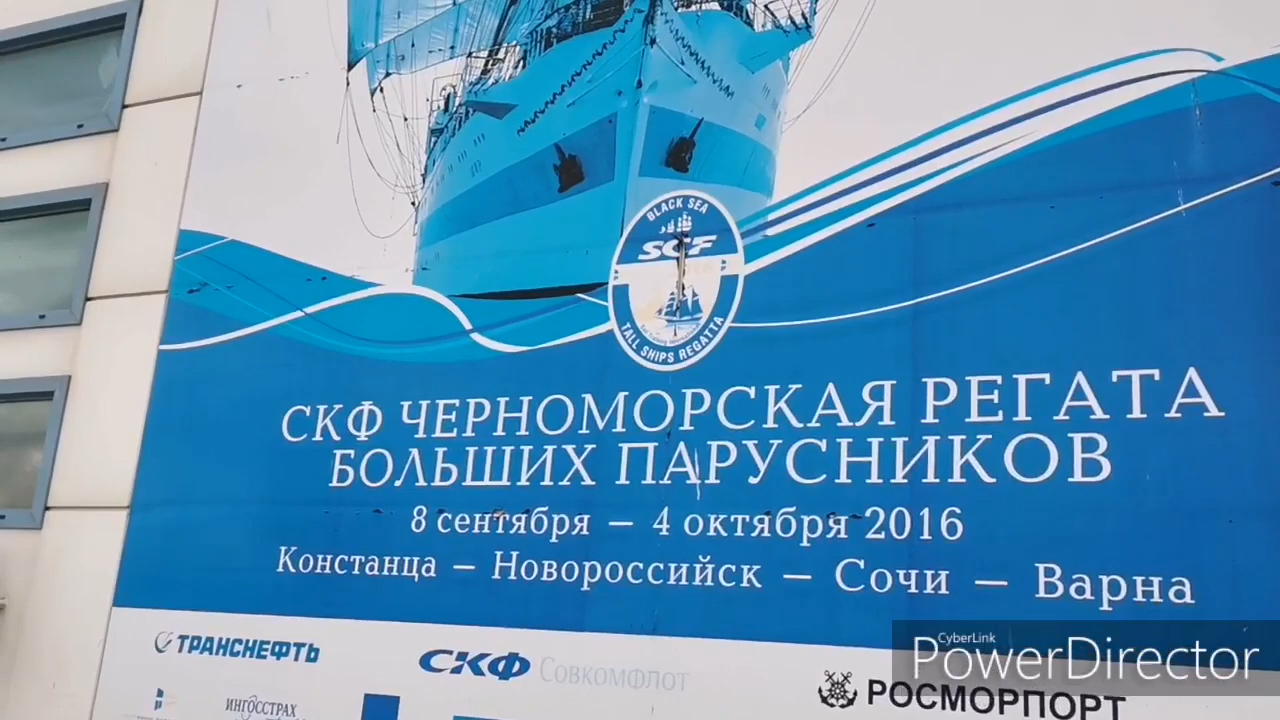 BLACK SEA
SCF
TALL SHIPS REGATTA
СКФ ЧЕРНОМОРСКАЯ РЕГАТА
БОЛЬШИХ ПАРУСНИКОВ
8 сентября – 4 октября 2016
Констанца – Новороссийск – Сочи – Варна
ТРАНСНЕФТЬ
СКФ СОВКОМФЛОТ
РОСМОРПОРТ
ИНГОССТРАХ
CyberLink
PowerDirector